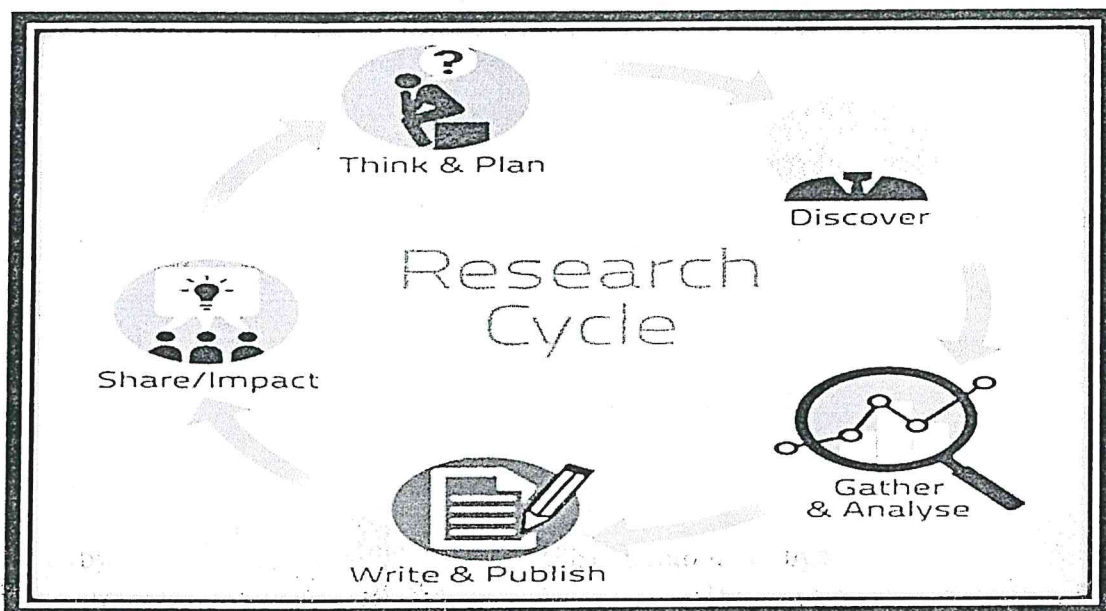 ?
Think & Plan
Discover
Research
Cycle
Share/Impact
Gather
& Analyse
Write & Publish